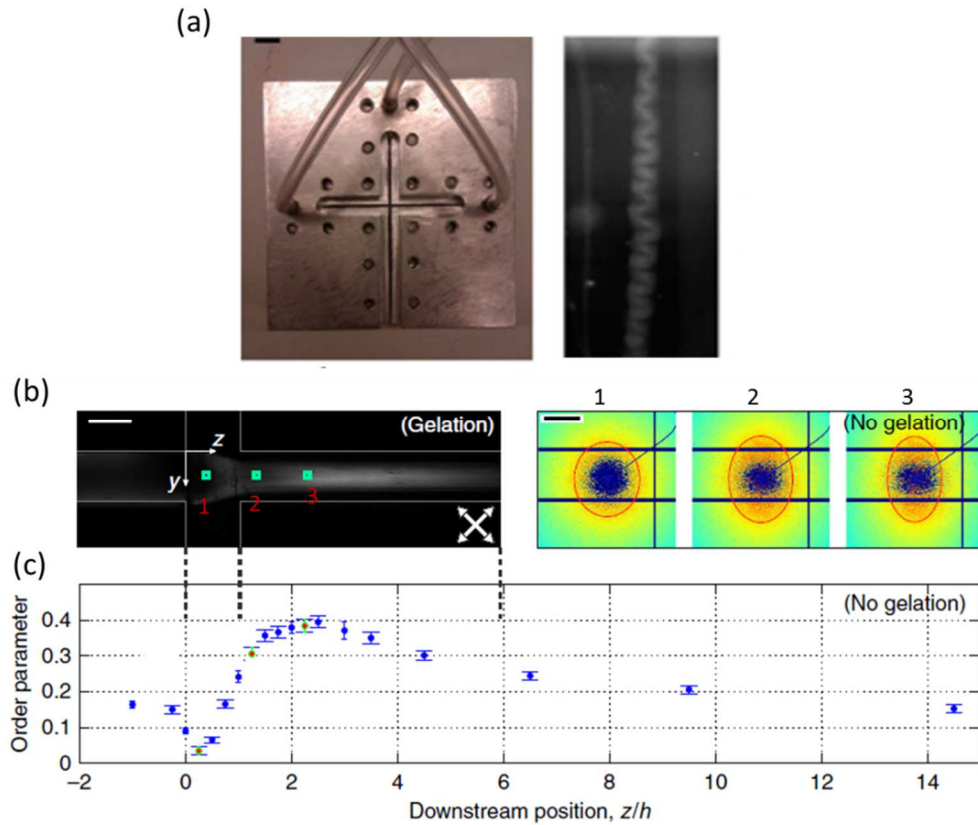 (a)
(b)
1 2 3
(Gelation)
(No gelation)
z
y
1 2 3
(c)
(No gelation)
Order parameter
0.4
0.3
0.2
0.1
0
−2 0 2 4 6 8 10 12 14
Downstream position, z/h